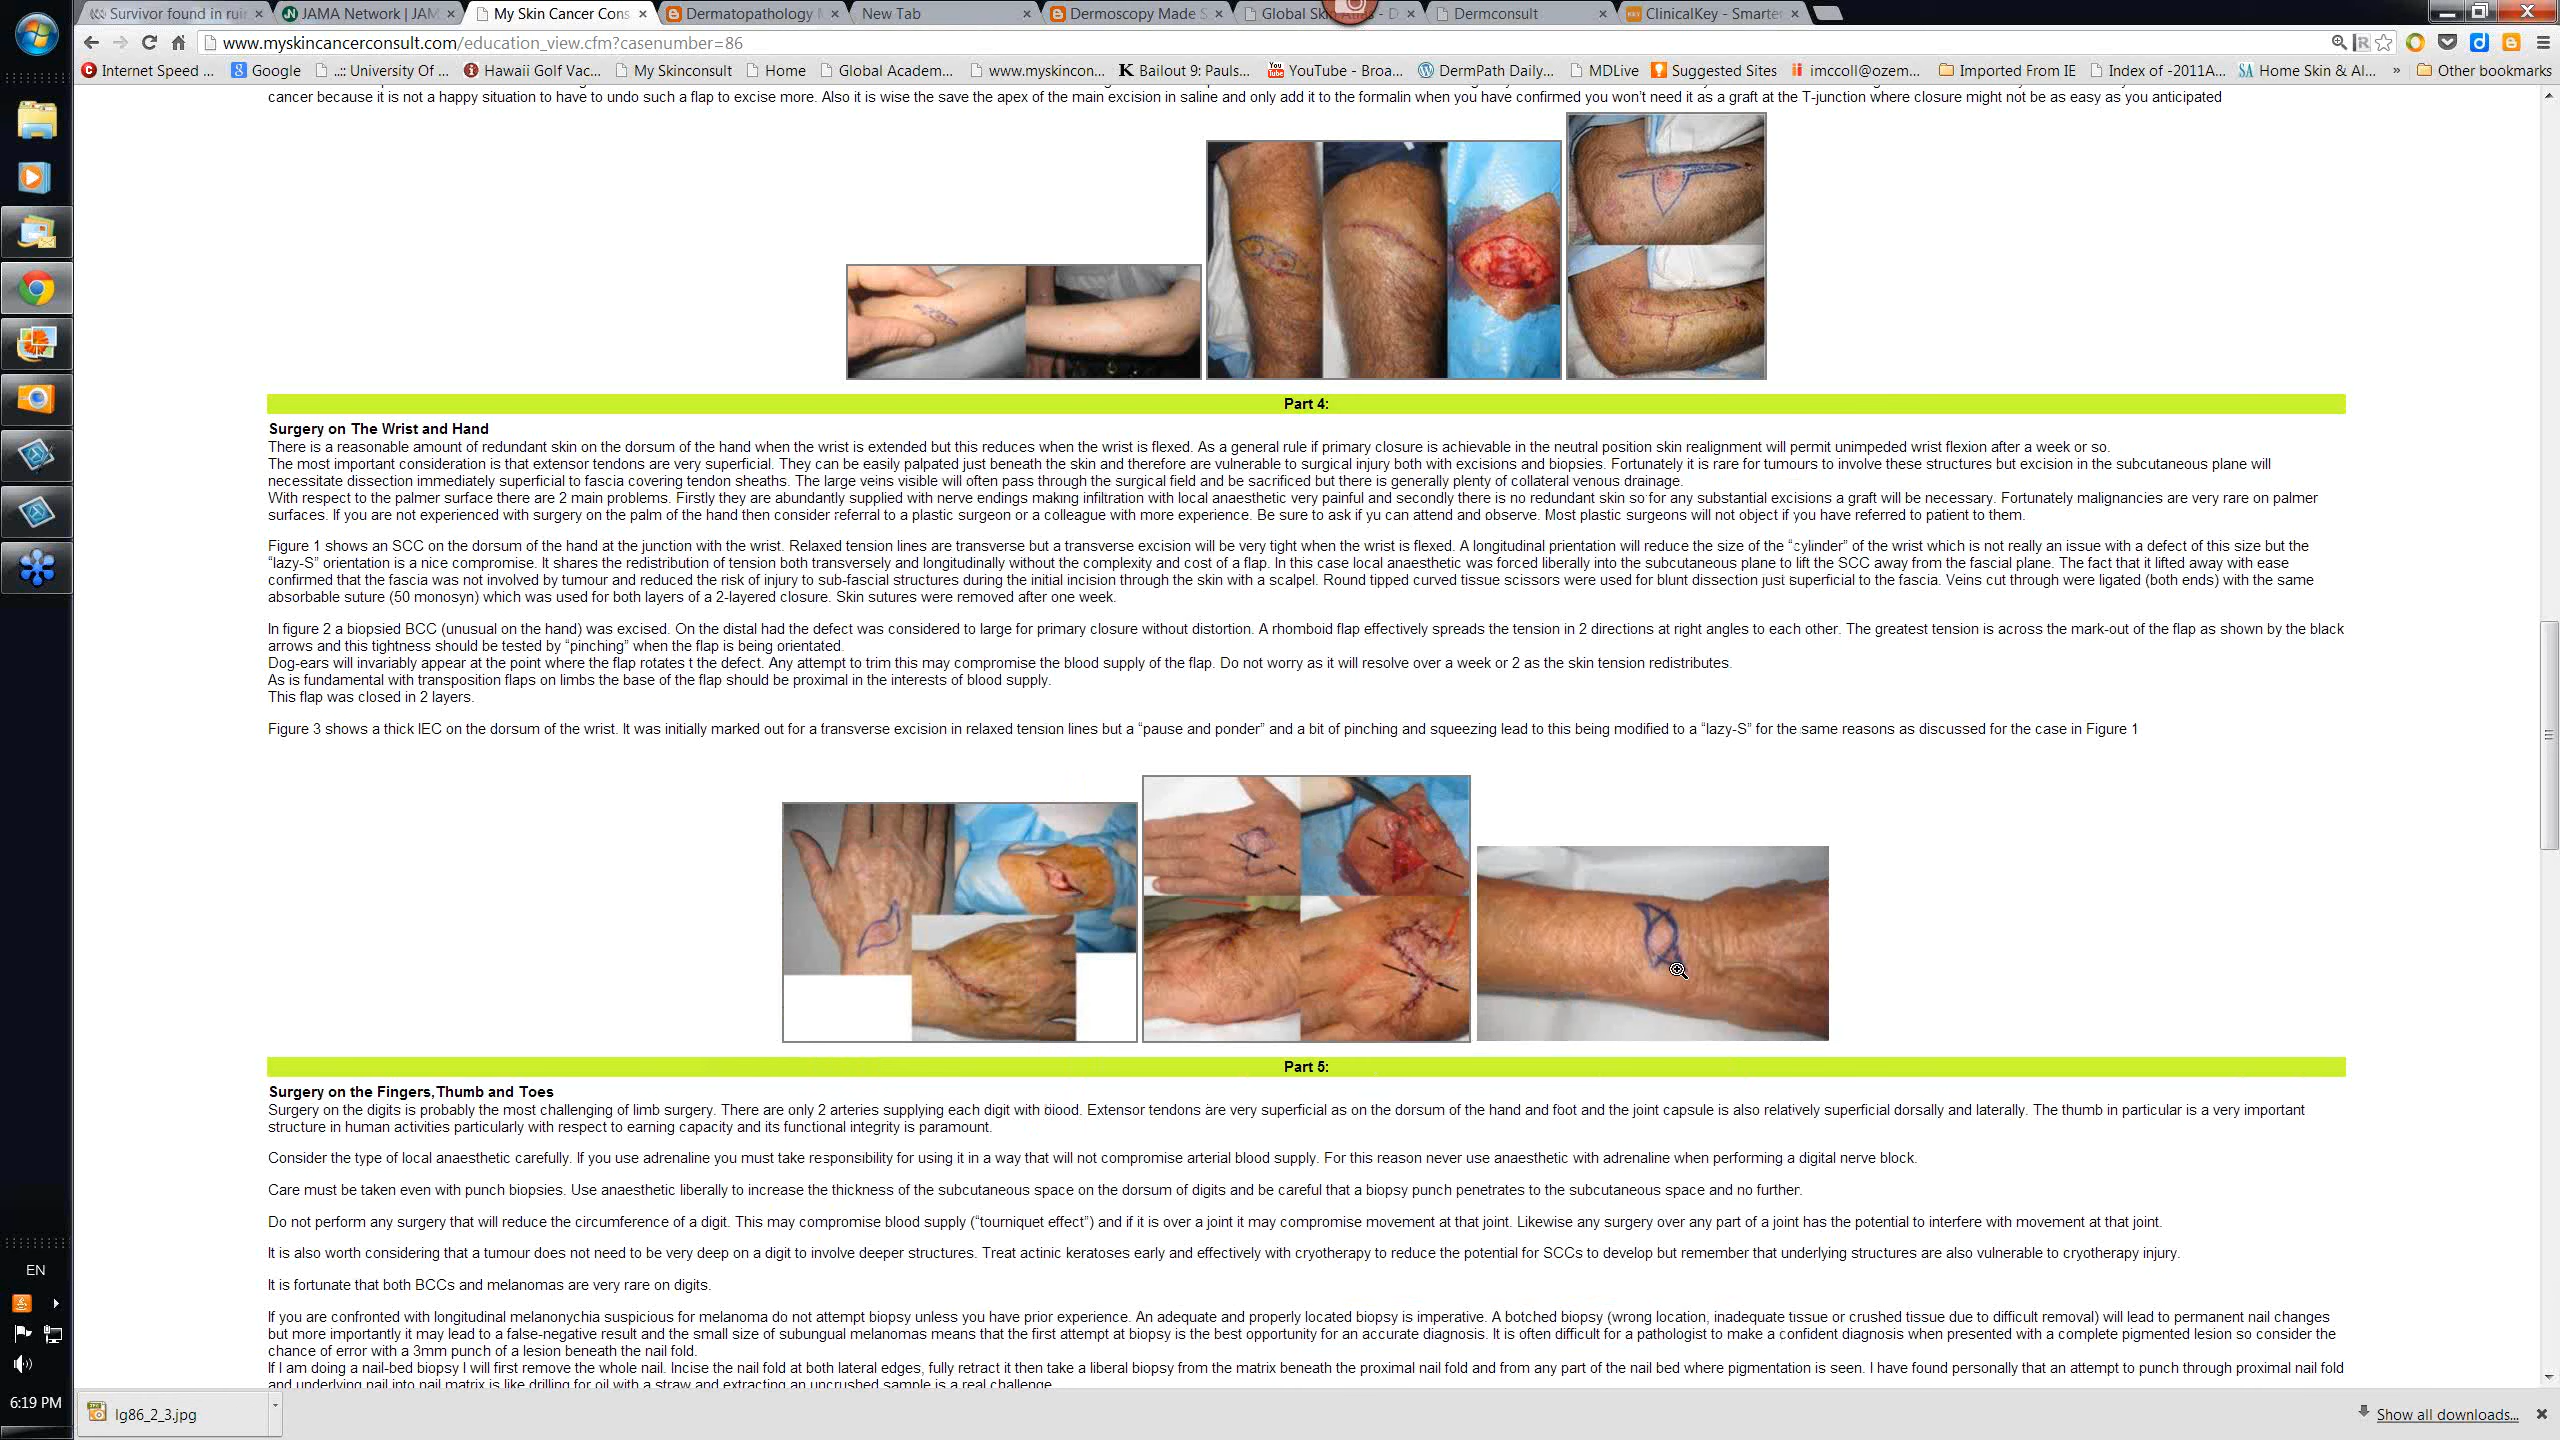 Survivor found in ruin
JAMA Network | JAM
My Skin Cancer Cons
Dermatopathology
New Tab
Dermoscopy Made S
Global Skin Atlas - D
Dermconsult
ClinicalKey - Smarter
www.myskincancerconsult.com/education_view.cfm?casenumber=86
Internet Speed ...
Google
..:: University Of ...
Hawaii Golf Vac...
My Skinconsult
Home
Global Academ...
www.myskincon...
Bailout 9: Pauls...
YouTube - Broa...
DermPath Daily...
MDLive
Suggested Sites
imccoll@ozem...
Imported From IE
Index of -2011A...
Home Skin & Al...
»
Other bookmarks
cancer because it is not a happy situation to have to undo such a flap to excise more. Also it is wise the save the apex of the main excision in saline and only add it to the formalin when you have confirmed you won't need it as a graft at the T-junction where closure might not be as easy as you anticipated
Part 4:
Surgery on The Wrist and Hand
There is a reasonable amount of redundant skin on the dorsum of the hand when the wrist is extended but this reduces when the wrist is flexed. As a general rule if primary closure is achievable in the neutral position skin realignment will permit unimpeded wrist flexion after a week or so.
The most important consideration is that extensor tendons are very superficial. They can be easily palpated just beneath the skin and therefore are vulnerable to surgical injury both with excisions and biopsies. Fortunately it is rare for tumours to involve these structures but excision in the subcutaneous plane will
necessitate dissection immediately superficial to fascia covering tendon sheaths. The large veins visible will often pass through the surgical field and be sacrificed but there is generally plenty of collateral venous drainage.
With respect to the palmer surface there are 2 main problems. Firstly they are abundantly supplied with nerve endings making infiltration with local anaesthetic very painful and secondly there is no redundant skin so for any substantial excisions a graft will be necessary. Fortunately malignancies are very rare on palmer
surfaces. If you are not experienced with surgery on the palm of the hand then consider referral to a plastic surgeon or a colleague with more experience. Be sure to ask if yu can attend and observe. Most plastic surgeons will not object if you have referred to patient to them.
Figure 1 shows an SCC on the dorsum of the hand at the junction with the wrist. Relaxed tension lines are transverse but a transverse excision will be very tight when the wrist is flexed. A longitudinal prientation will reduce the size of the "cylinder" of the wrist which is not really an issue with a defect of this size but the
"lazy-S" orientation is a nice compromise. It shares the redistribution of tension both transversely and longitudinally without the complexity and cost of a flap. In this case local anaesthetic was forced liberally into the subcutaneous plane to lift the SCC away from the fascial plane. The fact that it lifted away with ease
confirmed that the fascia was not involved by tumour and reduced the risk of injury to sub-fascial structures during the initial incision through the skin with a scalpel. Round tipped curved tissue scissors were used for blunt dissection just superficial to the fascia. Veins cut through were ligated (both ends) with the same
absorbable suture (50 monosyn) which was used for both layers of a 2-layered closure. Skin sutures were removed after one week.
In figure 2 a biopsied BCC (unusual on the hand) was excised. On the distal had the defect was considered to large for primary closure without distortion. A rhomboid flap effectively spreads the tension in 2 directions at right angles to each other. The greatest tension is across the mark-out of the flap as shown by the black
arrows and this tightness should be tested by "pinching" when the flap is being orientated.
Dog-ears will invariably appear at the point where the flap rotates t the defect. Any attempt to trim this may compromise the blood supply of the flap. Do not worry as it will resolve over a week or 2 as the skin tension redistributes.
As is fundamental with transposition flaps on limbs the base of the flap should be proximal in the interests of blood supply.
This flap was closed in 2 layers.
Figure 3 shows a thick IEC on the dorsum of the wrist. It was initially marked out for a transverse excision in relaxed tension lines but a "pause and ponder" and a bit of pinching and squeezing lead to this being modified to a "lazy-S" for the same reasons as discussed for the case in Figure 1
Part 5:
Surgery on the Fingers,Thumb and Toes
Surgery on the digits is probably the most challenging of limb surgery. There are only 2 arteries supplying each digit with blood. Extensor tendons are very superficial as on the dorsum of the hand and foot and the joint capsule is also relatively superficial dorsally and laterally. The thumb in particular is a very important
structure in human activities particularly with respect to earning capacity and its functional integrity is paramount.
Consider the type of local anaesthetic carefully. If you use adrenaline you must take responsibility for using it in a way that will not compromise arterial blood supply. For this reason never use anaesthetic with adrenaline when performing a digital nerve block.
Care must be taken even with punch biopsies. Use anaesthetic liberally to increase the thickness of the subcutaneous space on the dorsum of digits and be careful that a biopsy punch penetrates to the subcutaneous space and no further.
Do not perform any surgery that will reduce the circumference of a digit. This may compromise blood supply ("tourniquet effect") and if it is over a joint it may compromise movement at that joint. Likewise any surgery over any part of a joint has the potential to interfere with movement at that joint.
It is also worth considering that a tumour does not need to be very deep on a digit to involve deeper structures. Treat actinic keratoses early and effectively with cryotherapy to reduce the potential for SCCs to develop but remember that underlying structures are also vulnerable to cryotherapy injury.
It is fortunate that both BCCs and melanomas are very rare on digits.
If you are confronted with longitudinal melanonychia suspicious for melanoma do not attempt biopsy unless you have prior experience. An adequate and properly located biopsy is imperative. A botched biopsy (wrong location, inadequate tissue or crushed tissue due to difficult removal) will lead to permanent nail changes
but more importantly it may lead to a false-negative result and the small size of subungual melanomas means that the first attempt at biopsy is the best opportunity for an accurate diagnosis. It is often difficult for a pathologist to make a confident diagnosis when presented with a complete pigmented lesion so consider the
chance of error with a 3mm punch of a lesion beneath the nail fold.
If I am doing a nail-bed biopsy I will first remove the whole nail. Incise the nail fold at both lateral edges, fully retract it then take a liberal biopsy from the matrix beneath the proximal nail fold and from any part of the nail bed where pigmentation is seen. I have found personally that an attempt to punch through proximal nail fold
and underlying nail into nail matrix is like drilling for oil with a straw and extracting an uncrushed sample is a real challenge
EN
6:19 PM
lg86_2_3.jpg
Show all downloads...